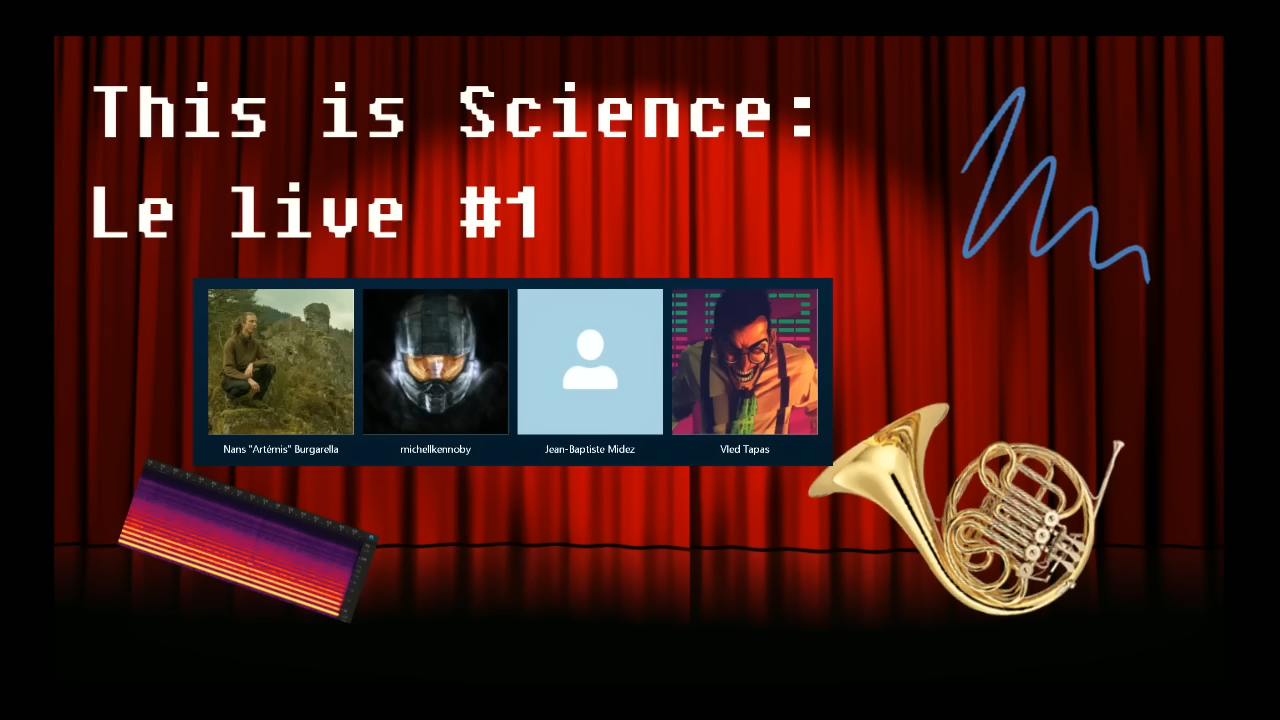 This is Science:
Le live #1
Nans "Artémis" Burgarella
michellkennoby
Jean-Baptiste Midez
Vled Tapas